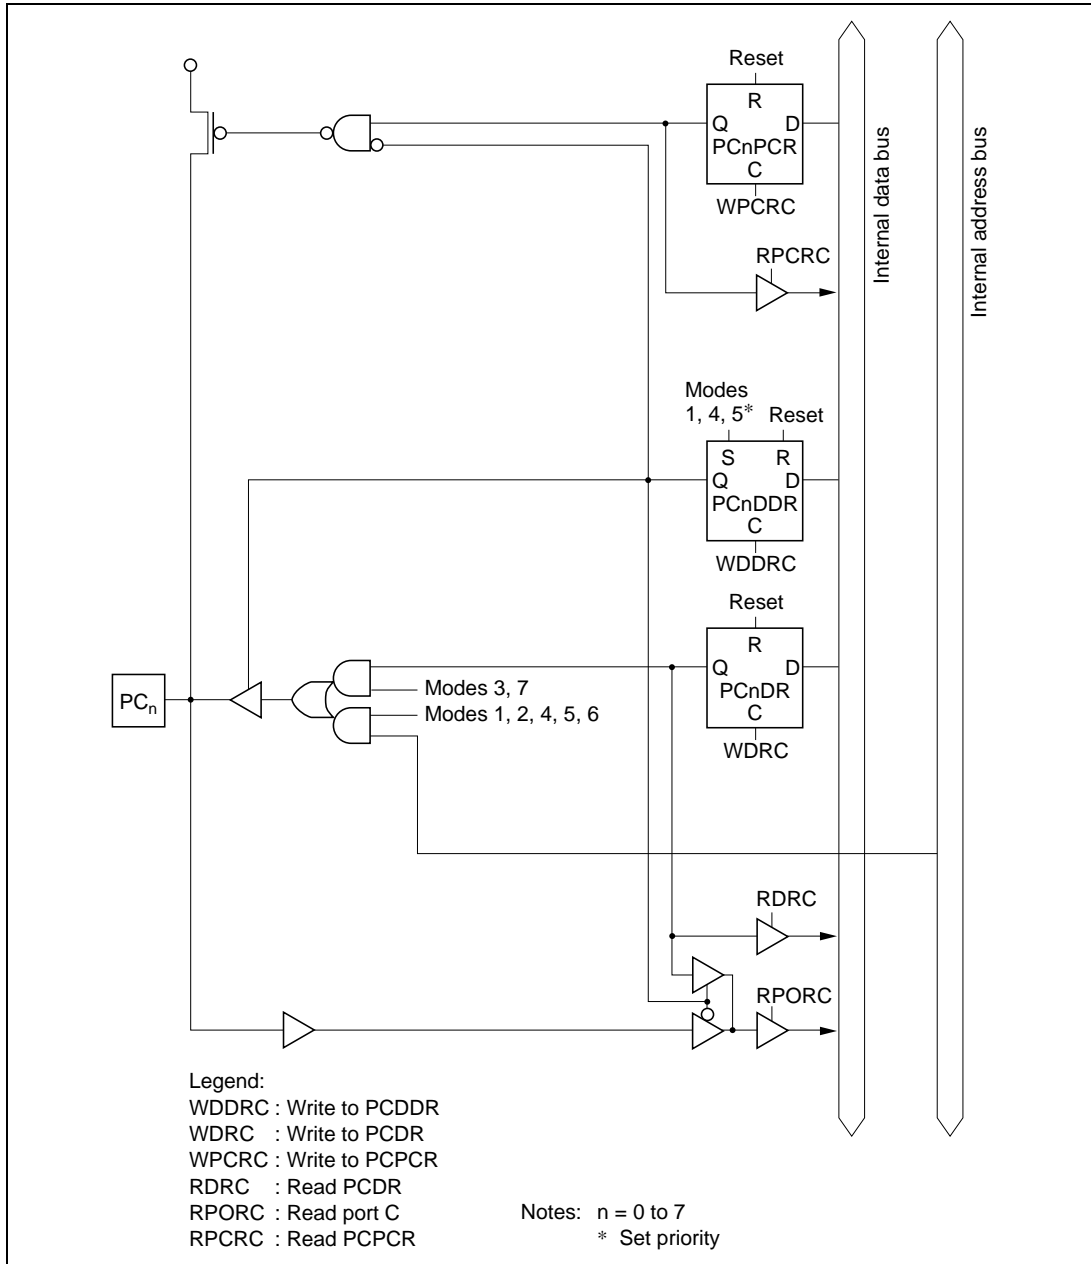 Reset
R
Q D
PCnPCR
C
WPCRC
Internal data bus
Internal address bus
RPCRC
Modes
1, 4, 5* Reset
S R
Q D
PCnDDR
C
WDDRC
Reset
R
Q D
PCnDR
C
WDRC
Modes 3, 7
Modes 1, 2, 4, 5, 6
PCn
RDRC
RPORC
Legend:
WDDRC : Write to PCDDR
WDRC : Write to PCDR
WPCRC : Write to PCPCR
RDRC : Read PCDR
RPORC : Read port C
RPCRC : Read PCPCR
Notes: n = 0 to 7
* Set priority